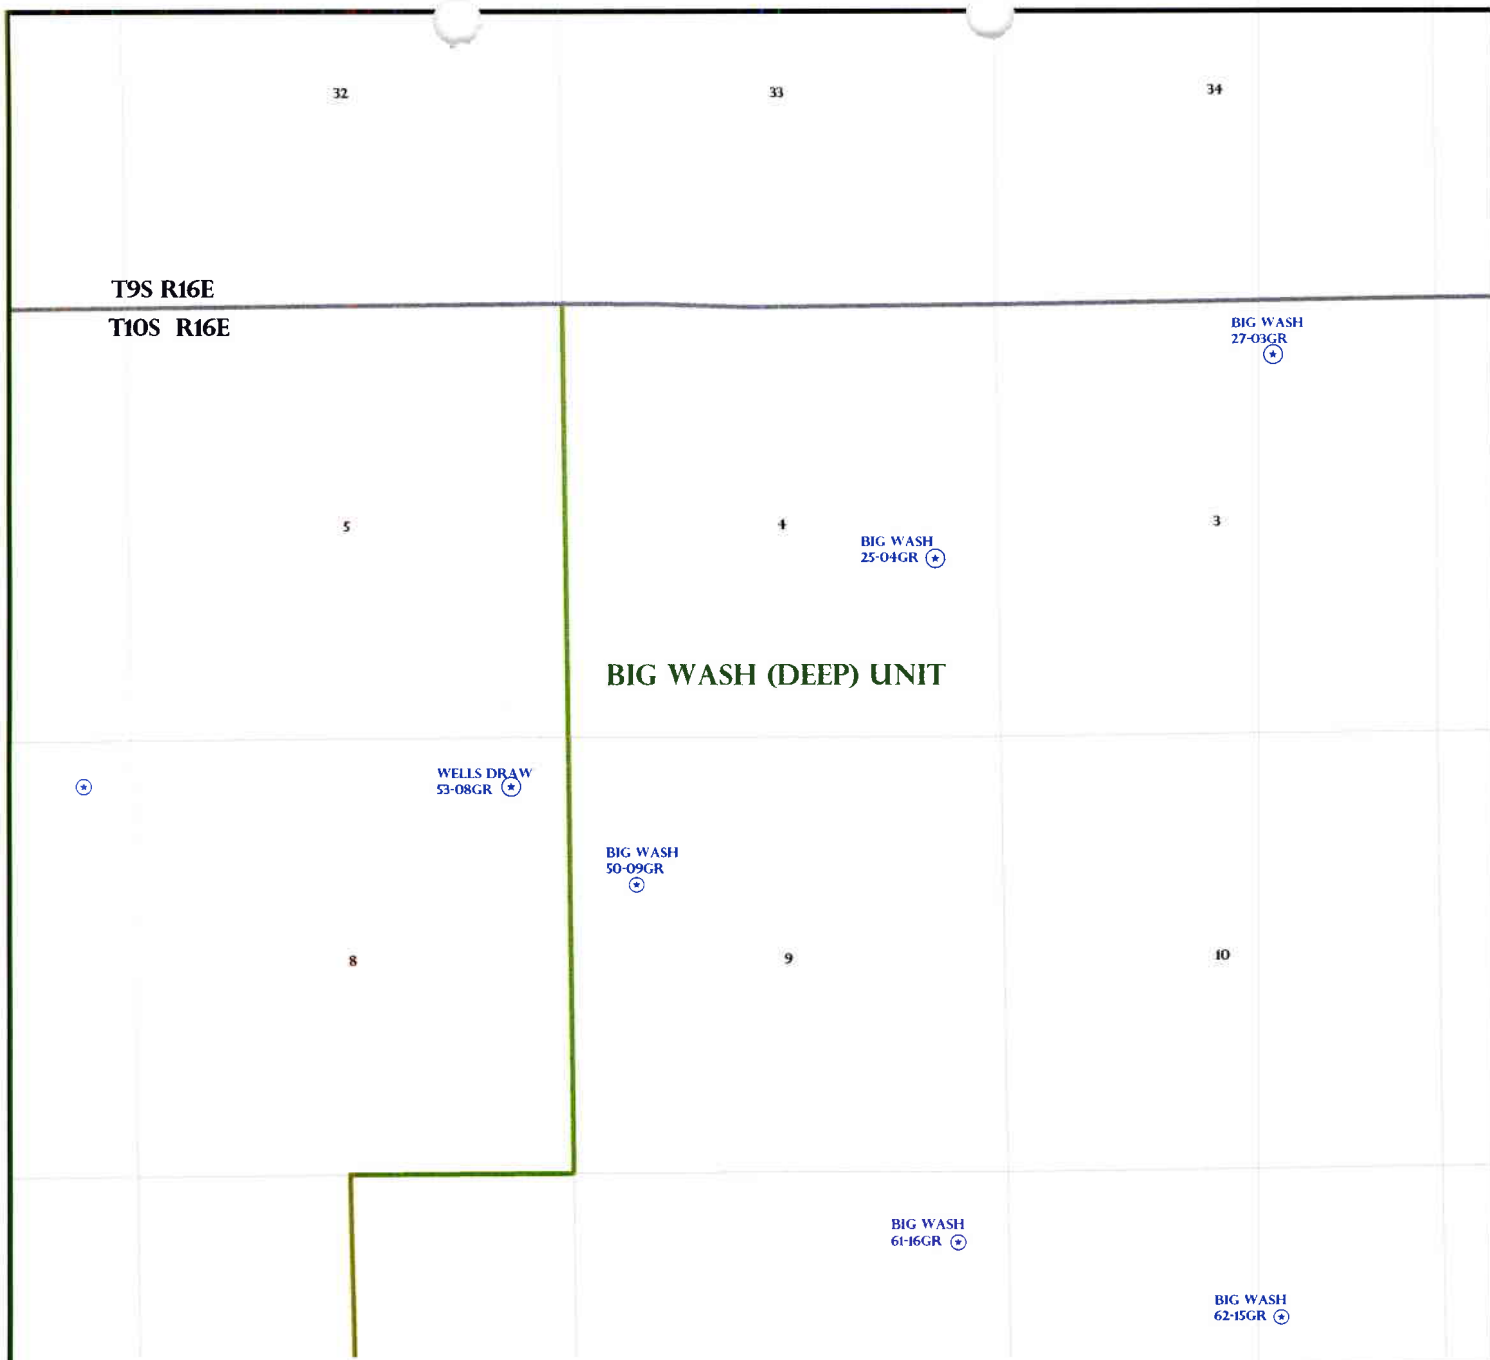 32
33
34
T9S R16E
T10S R16E
BIG WASH
27-03GR
5
4
3
BIG WASH
25-04GR
BIG WASH (DEEP) UNIT
WELLS DRAW
53-08GR
BIG WASH
50-09GR
8
9
10
BIG WASH
61-16GR
BIG WASH
62-15GR